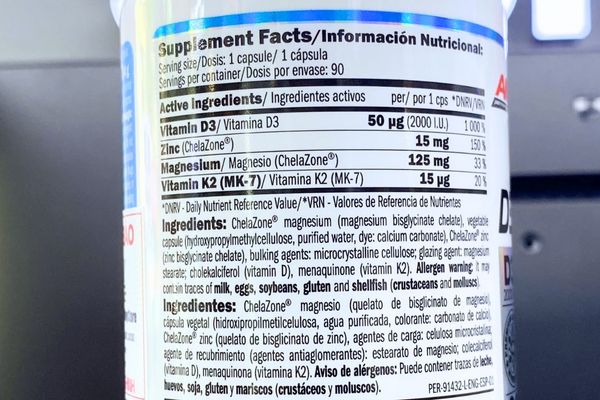 Supplement Facts/Información Nutricional:
Serving size/Dosis: 1 capsule/ 1 cápsula
Servings per container/Dosis por envase: 90
Active ingredients/ Ingredientes activos per/ por 1 cps *DNRV/VRN
Vitamin D3/ Vitamina D3 50 µg (2000 I.U.) 1 000 %
Zinc (ChelaZone®) 15 mg 150 %
Magnesium/ Magnesio (ChelaZone®) 125 mg 33 %
Vitamin K2 (MK-7)/ Vitamina K2 (MK-7) 15 µg 20 %
*DNRV - Daily Nutrient Reference Value/*VRN - Valores de Referencia de Nutrientes
Ingredients: ChelaZone® magnesium (magnesium bisglycinate chelate), vegetable
capsule (hydroxypropylmethylcellulose, purified water, dye: calcium carbonate), ChelaZone® zinc
(zinc bisglycinate chelate), bulking agents: microcrystalline cellulose; glazing agent: magnesium
stearate; cholekalciferol (vitamin D), menaquinone (vitamin K2). Allergen warning: It may
contain traces of milk, eggs, soybeans, gluten and shellfish (crustaceans and molluscs).
Ingredientes: ChelaZone® magnesio (quelato de bisglicinato de magnesio),
cápsula vegetal (hidroxipropilmetilcelulosa, agua purificada, colorante: carbonato de calcio),
ChelaZone® zinc (quelato de bisglicinato de zinc), agentes de carga: cellulosa microcristalina;
agente de recubrimiento (agentes antiaglomerantes): estearato de magnesio; colecalciferol
(vitamin D), menaquinona (vitamin K2). Aviso de alérgenos: Puede contener trazas de leche,
huevos, soja, gluten y mariscos (crustáceos y moluscos). PER-91432-L-ENG-ESP-01